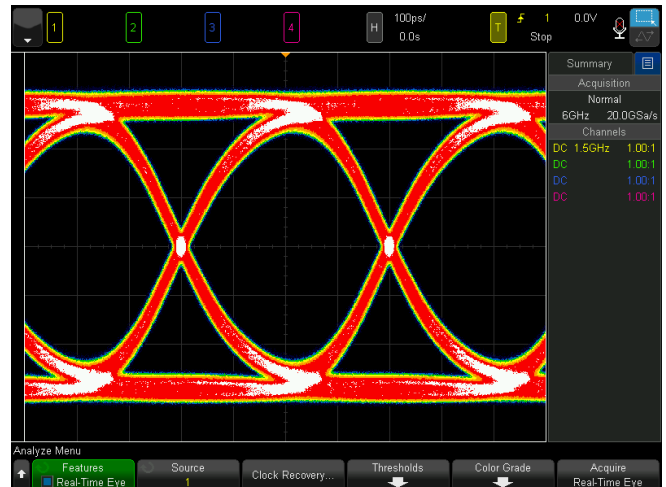 1 2 3 4 H 100ps/ 0.0s T 1 0.0V Stop
Summary
Acquisition
Normal
6GHz 20.0GSa/s
Channels
DC 1.5GHz 1.00:1
DC 1.00:1
DC 1.00:1
DC 1.00:1
Analyze Menu
Features
Real-Time Eye
Source
1
Clock Recovery...
Thresholds
Color Grade
Acquire
Real-Time Eye